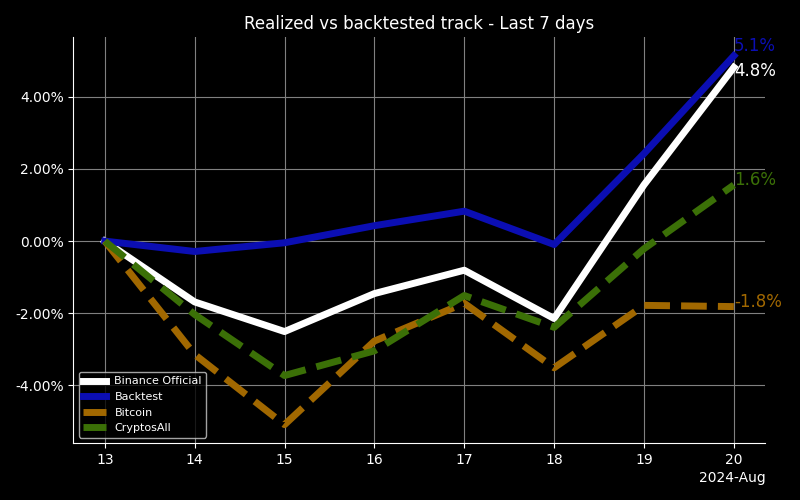 Realized vs backtested track - Last 7 days
5.1%
4.8%
4.00%
2.00%
1.6%
0.00%
-1.8%
-2.00%
-4.00%
Binance Official
Backtest
Bitcoin
CryptosAll
13 14 15 16 17 18 19 20
2024-Aug